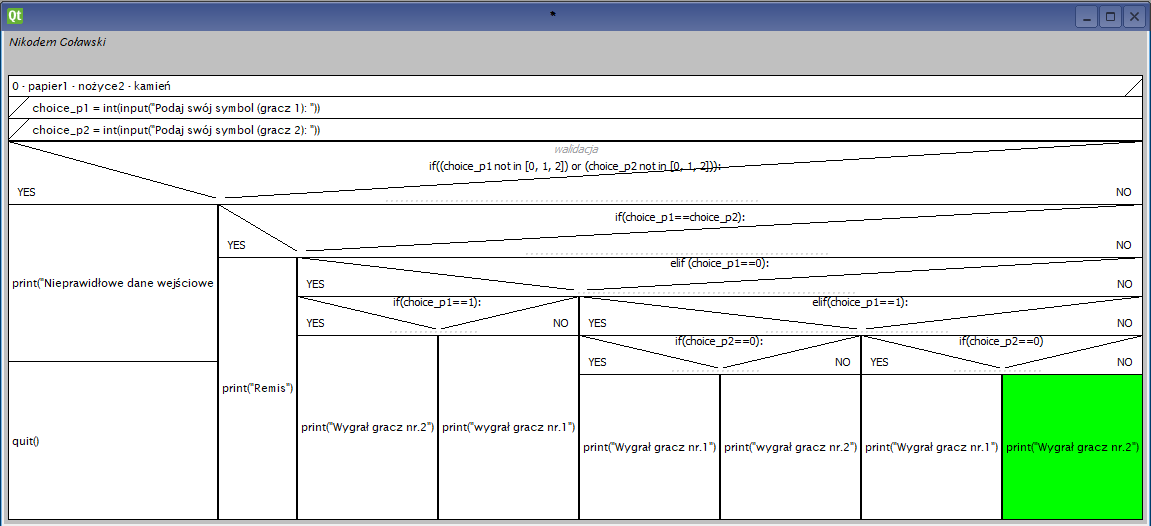 Qt
*
Nikodem Goławski
0 - papier1 - nożyce2 - kamień
choice_p1 = int(input("Podaj swój symbol (gracz 1): "))
choice_p2 = int(input("Podaj swój symbol (gracz 2): "))
walidacja
if((choice_p1 not in [0, 1, 2]) or (choice_p2 not in [0, 1, 2])):
YES
NO
if(choice_p1==choice_p2):
YES
NO
elif (choice_p1==0):
YES
NO
if(choice_p1==1):
YES
NO
elif(choice_p1==1):
YES
NO
if(choice_p2==0):
YES
NO
if(choice_p2==0)
YES
NO
print("Nieprawidłowe dane wejściowe
quit()
print("Remis")
print("Wygrał gracz nr.2")
print("wygrał gracz nr.1")
print("Wygrał gracz nr.1")
print("wygrał gracz nr.2")
print("Wygrał gracz nr.1")
print("Wygrał gracz nr.2")